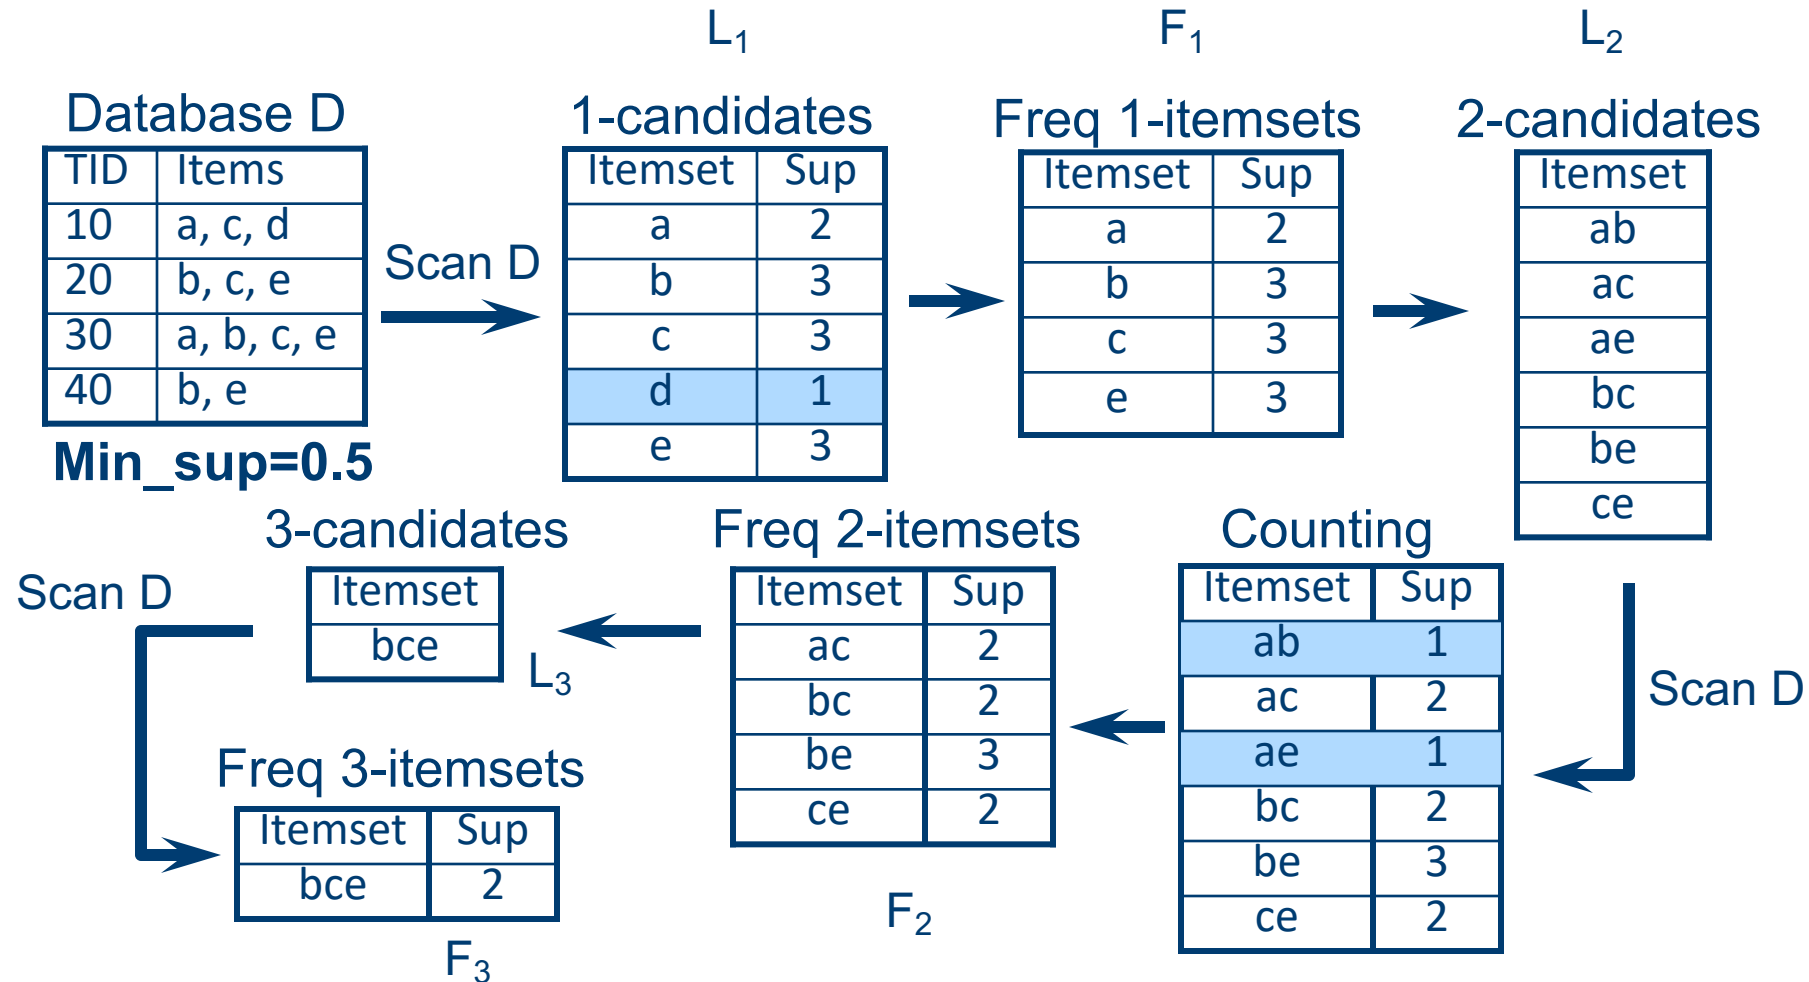 L₁ F₁ L₂
Database D
TID Items
10 a, c, d
20 b, c, e
30 a, b, c, e
40 b, e
Min_sup=0.5
Scan D
1-candidates
Itemset Sup
a 2
b 3
c 3
d 1
e 3
Freq 1-itemsets
Itemset Sup
a 2
b 3
c 3
e 3
2-candidates
Itemset
ab
ac
ae
bc
be
ce
Scan D
Counting
Itemset Sup
ab 1
ac 2
ae 1
bc 2
be 3
ce 2
Freq 2-itemsets
Itemset Sup
ac 2
bc 2
be 3
ce 2
F₂
3-candidates
Itemset
bce
L₃
Scan D
Freq 3-itemsets
Itemset Sup
bce 2
F₃